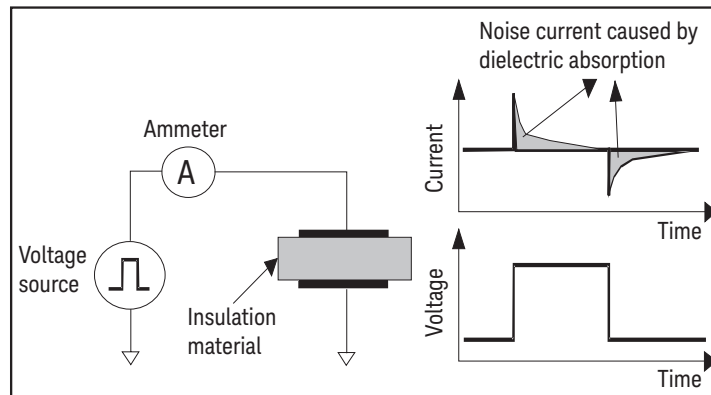 Noise current caused by
dielectric absorption
Ammeter
A
Current
Time
Voltage
source
Insulation
material
Voltage
Time